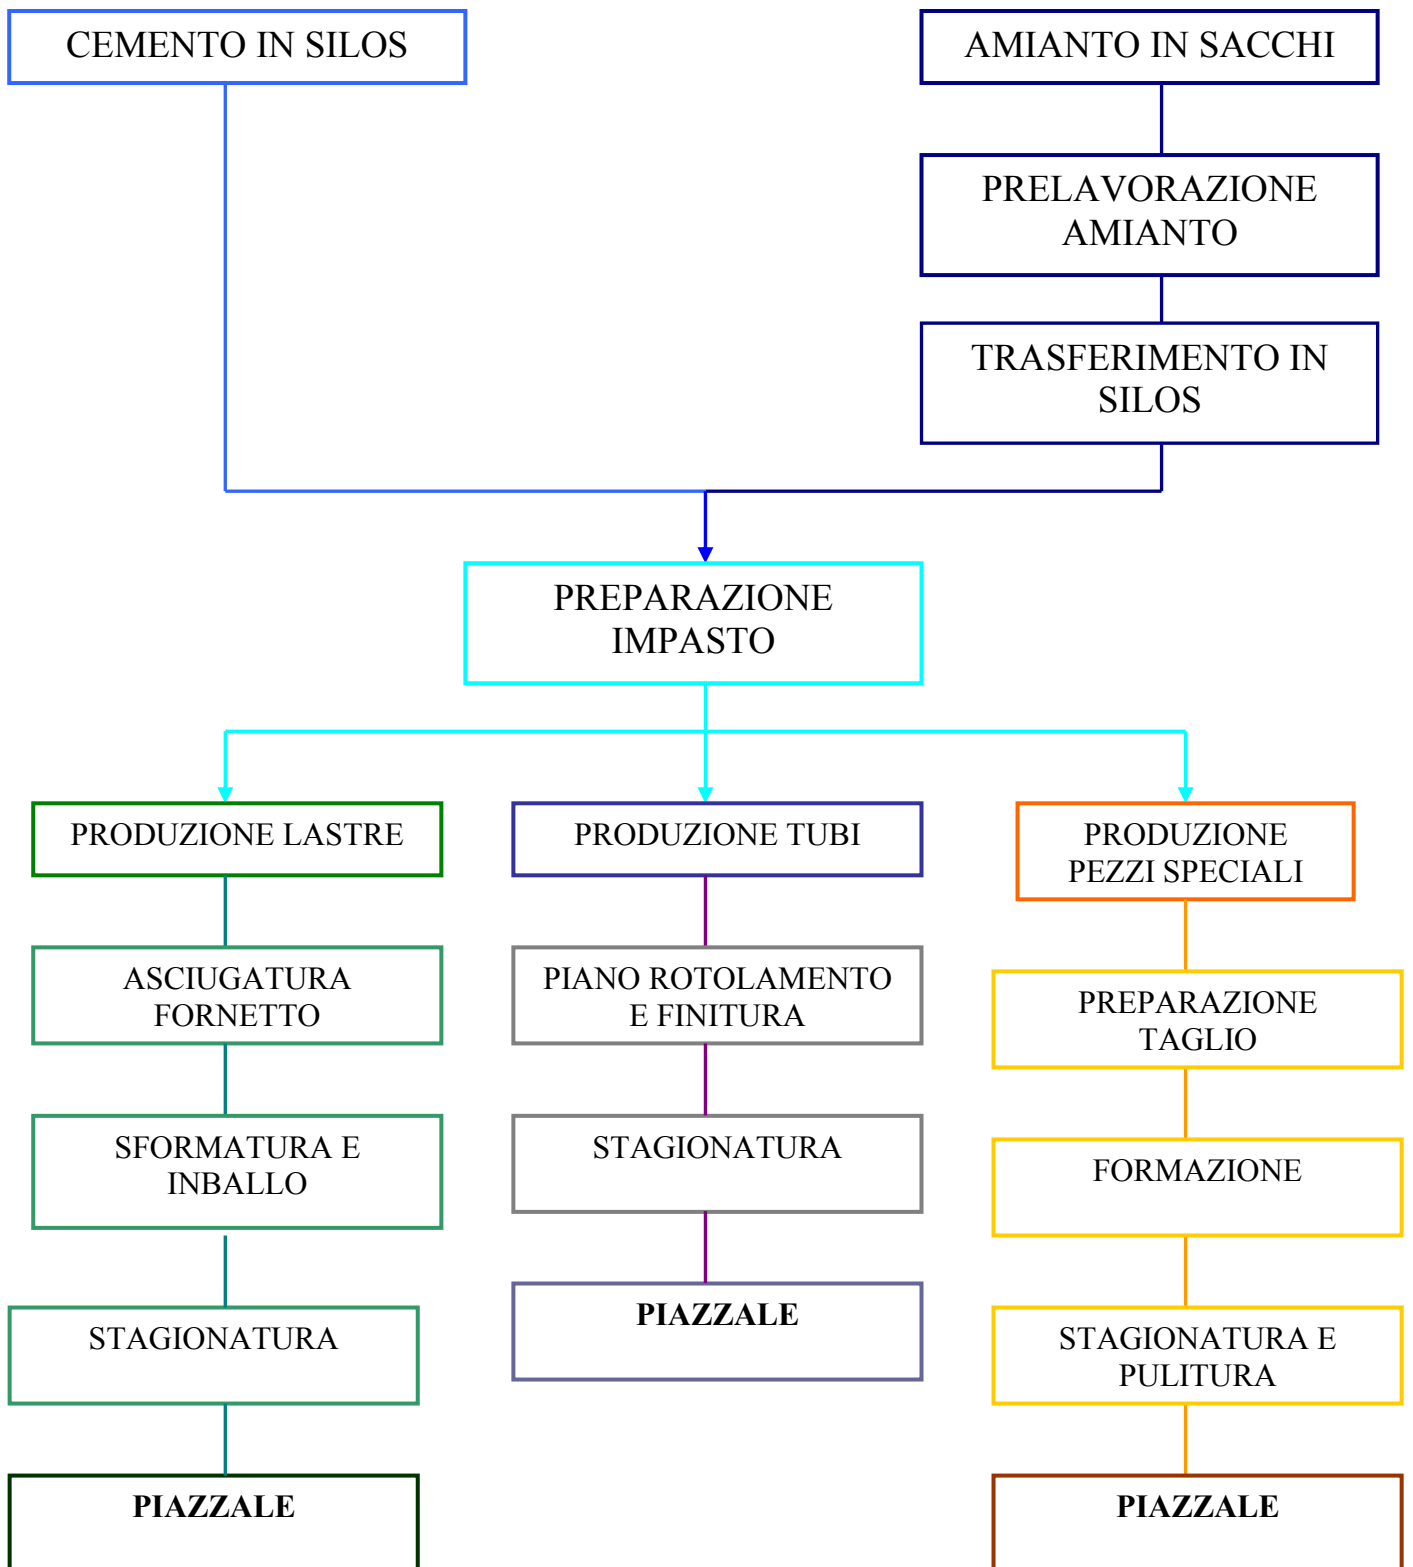 CEMENTO IN SILOS
AMIANTO IN SACCHI
PRELAVORAZIONE
AMIANTO
TRASFERIMENTO IN
SILOS
PREPARAZIONE
IMPASTO
PRODUZIONE LASTRE
PRODUZIONE TUBI
PRODUZIONE
PEZZI SPECIALI
ASCIUGATURA
FORNETTO
PIANO ROTOLAMENTO
E FINITURA
PREPARAZIONE
TAGLIO
SFORMATURA E
INBALLO
STAGIONATURA
FORMAZIONE
STAGIONATURA
PIAZZALE
STAGIONATURA E
PULITURA
PIAZZALE
PIAZZALE